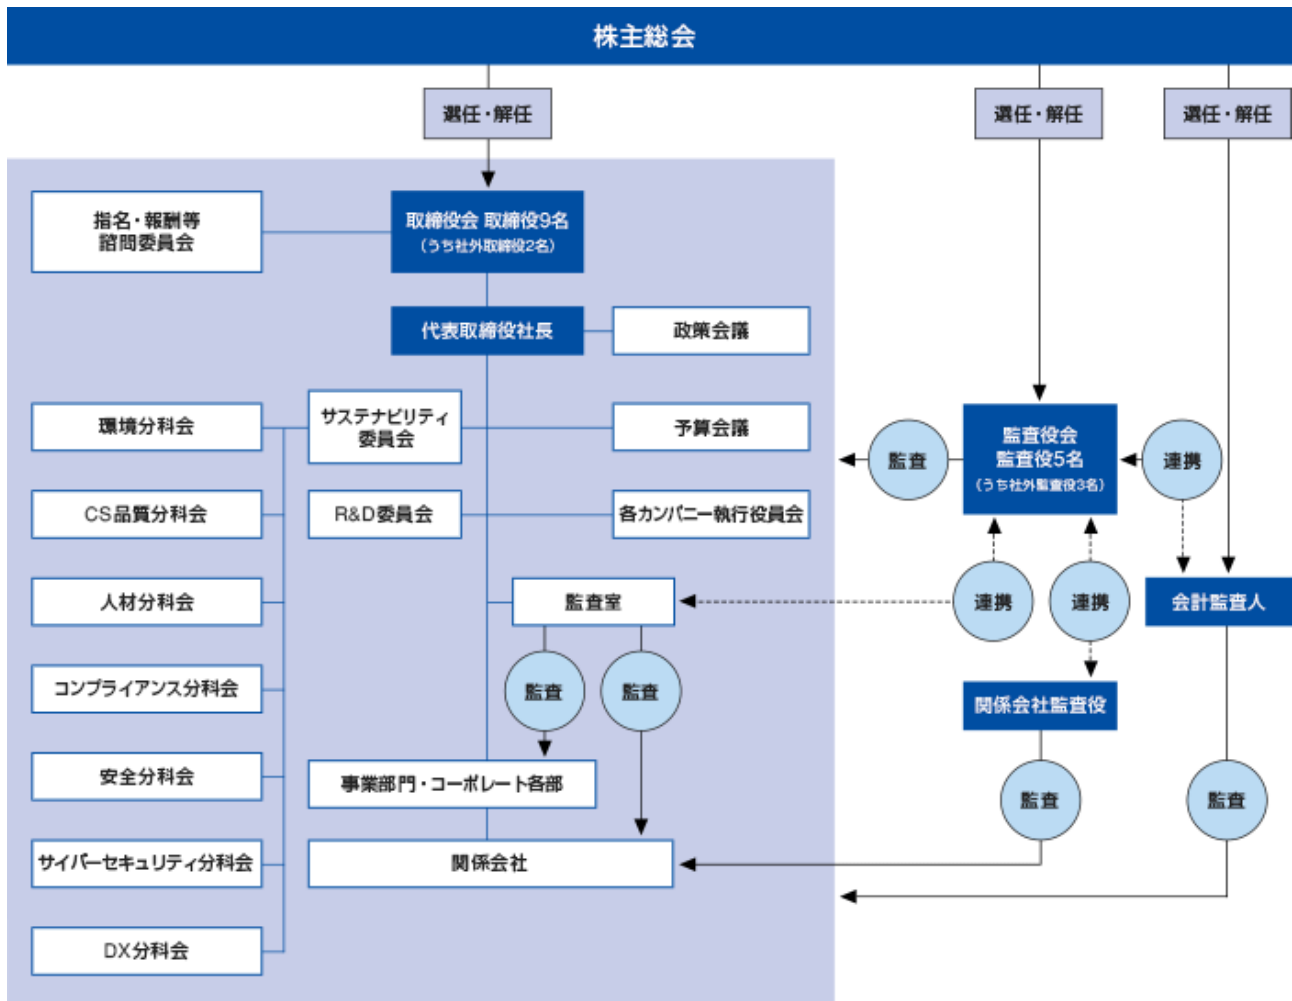 株主総会
選任・解任
選任・解任
選任・解任
指名・報酬等
諮問委員会
取締役会 取締役9名
（うち社外取締役2名）
代表取締役社長
政策会議
環境分科会
サステナビリティ
委員会
予算会議
監査
監査役会
監査役5名
（うち社外監査役3名）
連携
CS品質分科会
R&D委員会
各カンパニー執行役員会
人材分科会
監査室
連携
連携
会計監査人
コンプライアンス分科会
監査
監査
関係会社監査役
安全分科会
事業部門・コーポレート各部
監査
監査
サイバーセキュリティ分科会
関係会社
DX分科会